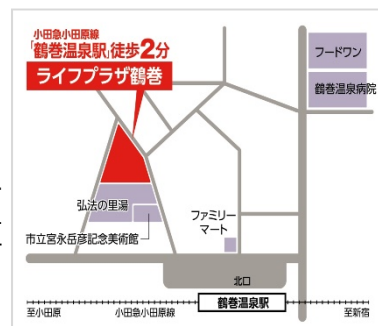 小田急小田原線
「鶴巻温泉駅」徒歩2分
ライフプラザ鶴巻
フードワン
鶴巻温泉病院
弘法の里湯
市立宮永岳彦記念美術館
ファミリー
マート
北口
鶴巻温泉駅
至小田原
小田急小田原線
至新宿